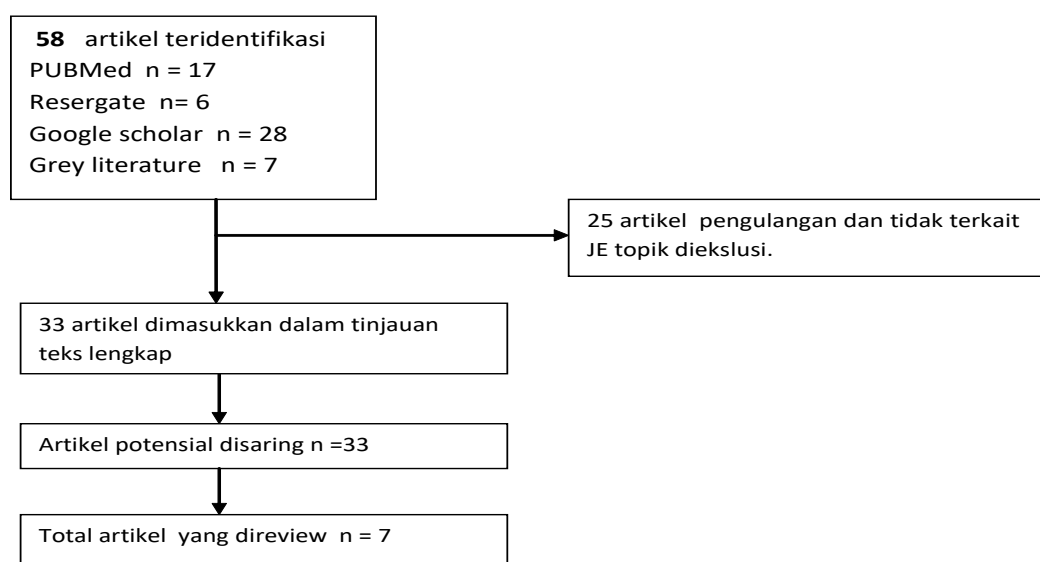 58 artikel teridentifikasi
PUBMed n = 17
Resergate n= 6
Google scholar n = 28
Grey literature n = 7
25 artikel pengulangan dan tidak terkait
JE topik diekslusi.
33 artikel dimasukkan dalam tinjauan
teks lengkap
Artikel potensial disaring n =33
Total artikel yang direview n = 7